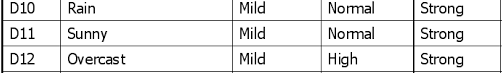 D10 Rain Mild Normal Strong
D11 Sunny Mild Normal Strong
D12 Overcast Mild High Strong